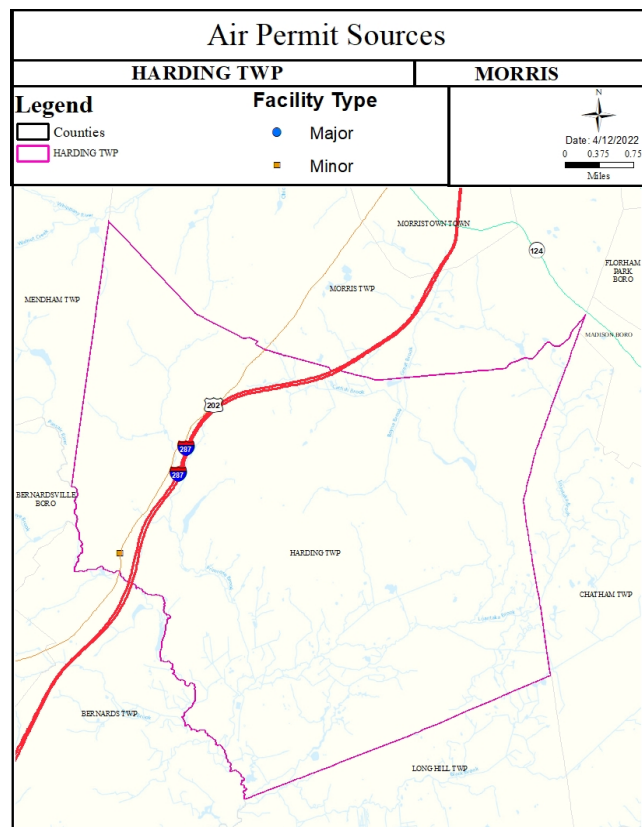 Air Permit Sources
HARDING TWP
MORRIS
Legend
Counties
HARDING TWP
Facility Type
Major
Minor
N
Date: 4/12/2022
0 0.375 0.75
Miles
MORRISTOWN TOWN
124
FLORHAM
PARK
BORO
MENDHAM TWP
MORRIS TWP
MADISON BORO
202
287
287
BERNARDSVILLE
BORO
HARDING TWP
CHATHAM TWP
BERNARDS TWP
LONG HILL TWP